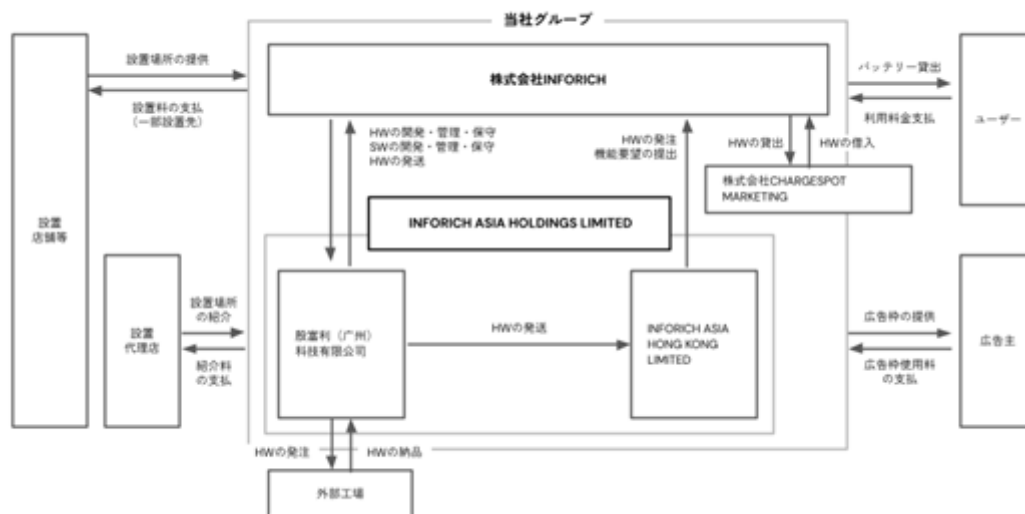 当社グループ
株式会社INFORICH
設置場所の提供
設置料の支払
(一部設置先)
バッテリー貸出
利用料金支払
ユーザー
HWの開発・管理・保守
SWの開発・管理・保守
HWの発送
HWの発注
機能要望の提出
HWの貸出
HWの借入
株式会社CHARGESPOT
MARKETING
設置
店舗等
INFORICH ASIA HOLDINGS LIMITED
設置
代理店
設置場所
の紹介
紹介料
の支払
殷富利（广州）
科技有限公司
HWの発送
INFORICH ASIA
HONG KONG
LIMITED
広告枠の提供
広告枠使用料
の支払
広告主
HWの発注
HWの納品
外部工場